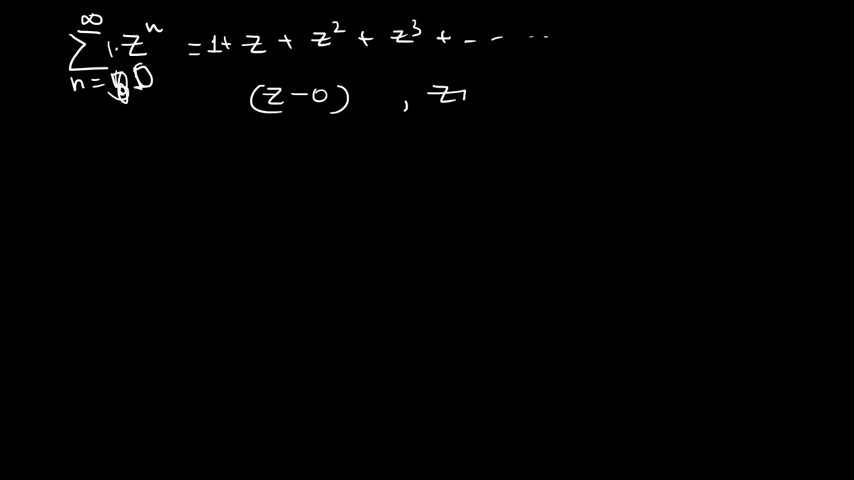 ∑_{n=0}^{∞} 1·z^n = 1 + z + z^2 + z^3 + - - ··
(z-0) , z